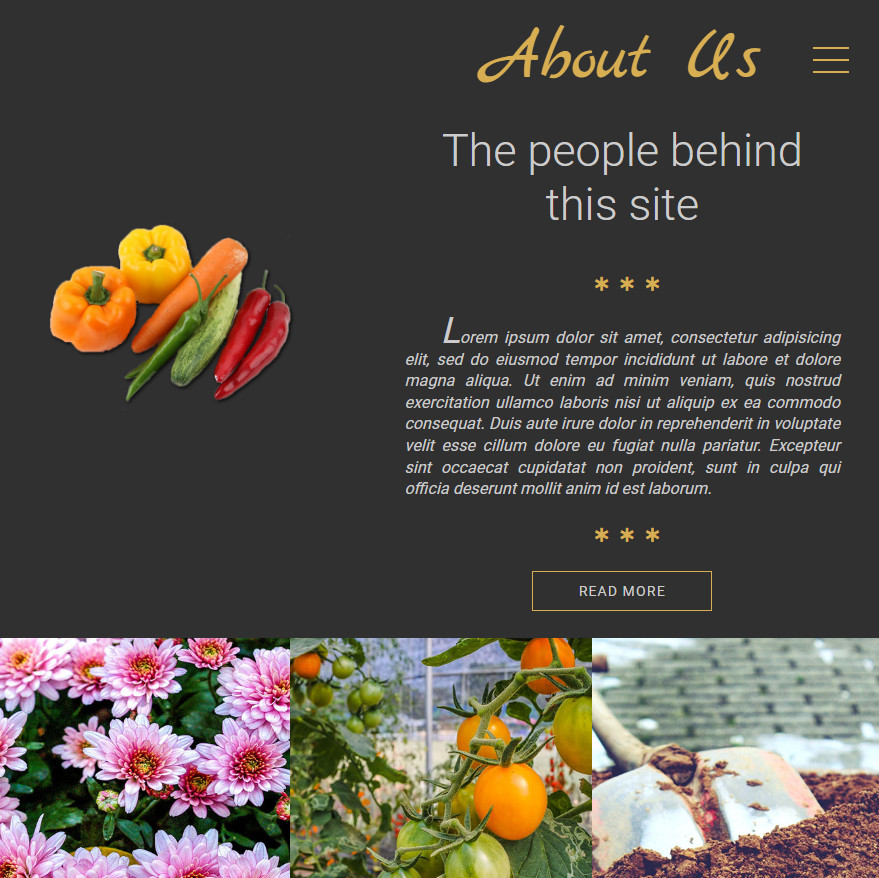 About Us
The people behind
this site
* * *
Lorem ipsum dolor sit amet, consectetur adipisicing
elit, sed do eiusmod tempor incididunt ut labore et dolore
magna aliqua. Ut enim ad minim veniam, quis nostrud
exercitation ullamco laboris nisi ut aliquip ex ea commodo
consequat. Duis aute irure dolor in reprehenderit in voluptate
velit esse cillum dolore eu fugiat nulla pariatur. Excepteur
sint occaecat cupidatat non proident, sunt in culpa qui
officia deserunt mollit anim id est laborum.
* * *
READ MORE